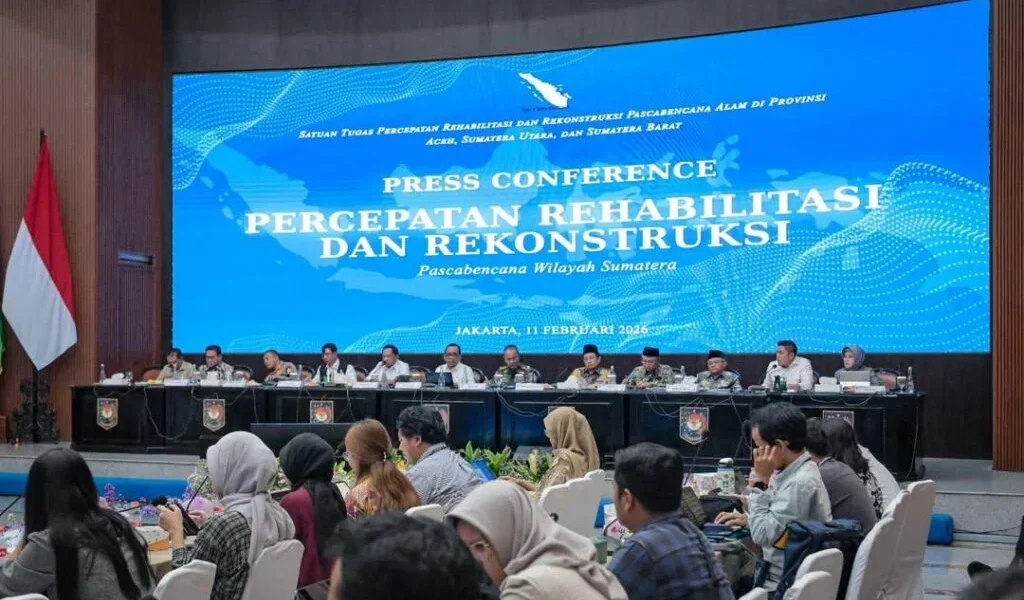 Satuan Tugas Percepatan Rehabilitasi dan Rekonstruksi Pascabencana Alam di Provinsi
Aceh, Sumatera Utara, dan Sumatera Barat
PRESS CONFERENCE
PERCEPATAN REHABILITASI
DAN REKONSTRUKSI
Pascabencana Wilayah Sumatera
JAKARTA, 11 FEBRUARI 2026